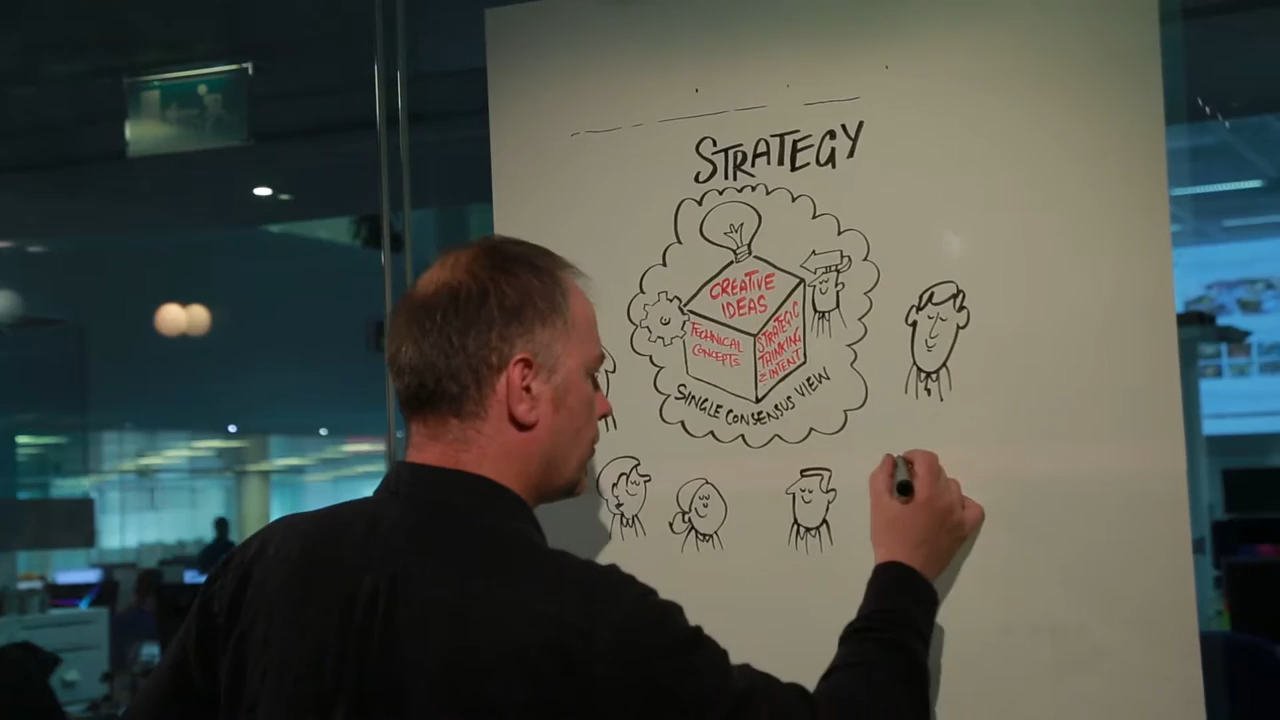 STRATEGY
CREATIVE
IDEAS
TECHNICAL
CONCEPTS
STRATEGIC
THINKING
& INTENT
SINGLE CONSENSUS VIEW